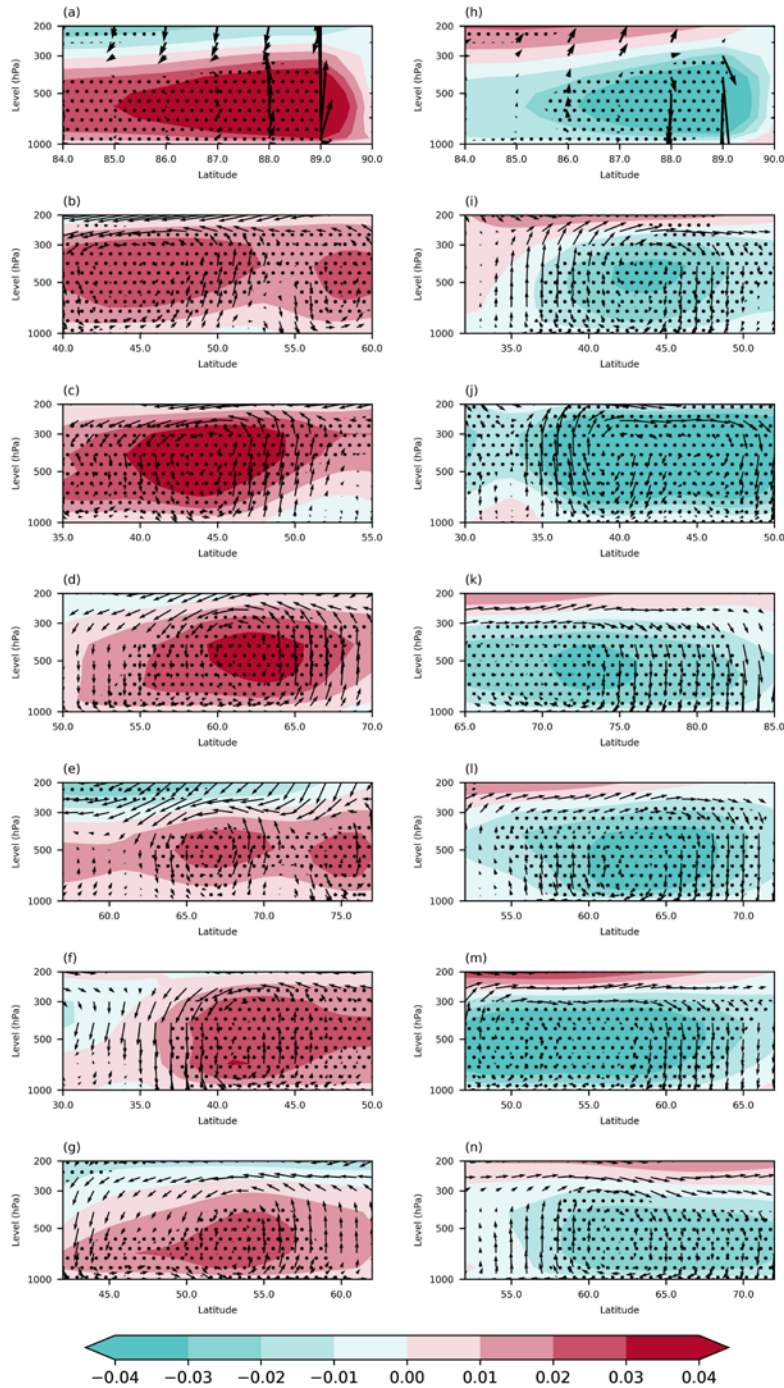 (a)
Level (hPa)
200
300
500
1000
84.0 85.0 86.0 87.0 88.0 89.0 90.0
Latitude
(h)
Level (hPa)
200
300
500
1000
84.0 85.0 86.0 87.0 88.0 89.0 90.0
Latitude
(b)
Level (hPa)
200
300
500
1000
40.0 45.0 50.0 55.0 60.0
Latitude
(i)
Level (hPa)
200
300
500
1000
35.0 40.0 45.0 50.0
Latitude
(c)
Level (hPa)
200
300
500
1000
35.0 40.0 45.0 50.0 55.0
Latitude
(j)
Level (hPa)
200
300
500
1000
30.0 35.0 40.0 45.0 50.0
Latitude
(d)
Level (hPa)
200
300
500
1000
50.0 55.0 60.0 65.0 70.0
Latitude
(k)
Level (hPa)
200
300
500
1000
65.0 70.0 75.0 80.0 85.0
Latitude
(e)
Level (hPa)
200
300
500
1000
60.0 65.0 70.0 75.0
Latitude
(l)
Level (hPa)
200
300
500
1000
55.0 60.0 65.0 70.0
Latitude
(f)
Level (hPa)
200
300
500
1000
30.0 35.0 40.0 45.0 50.0
Latitude
(m)
Level (hPa)
200
300
500
1000
50.0 55.0 60.0 65.0
Latitude
(g)
Level (hPa)
200
300
500
1000
45.0 50.0 55.0 60.0
Latitude
(n)
Level (hPa)
200
300
500
1000
55.0 60.0 65.0 70.0
Latitude
−0.04 −0.03 −0.02 −0.01 0.00 0.01 0.02 0.03 0.04